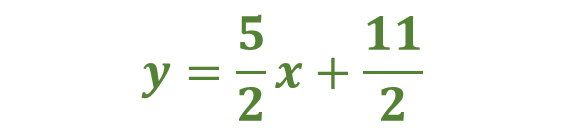 y = 5/2 x + 11/2